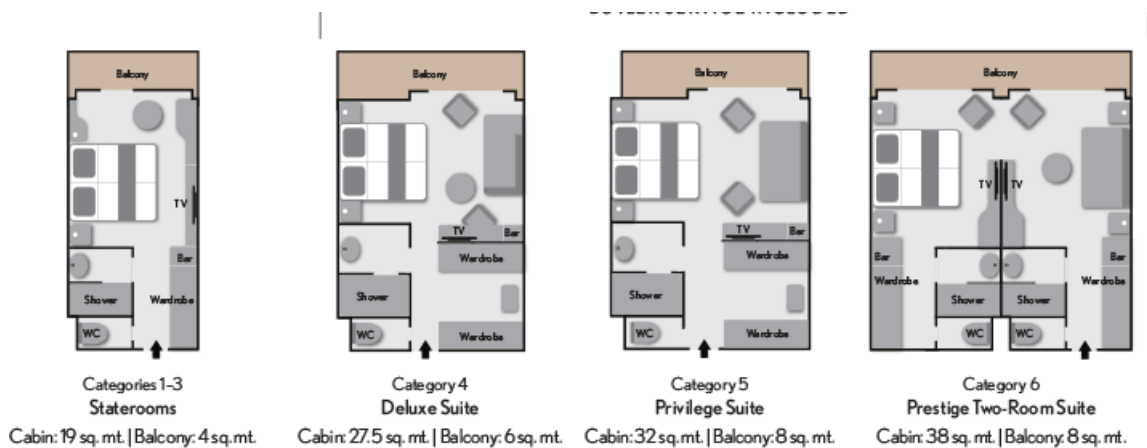 BUTLER SERVICE INCLUDED
Balcony
TV
Bar
Shower
Wardrobe
WC
Categories 1–3
Staterooms
Cabin: 19 sq. mt. | Balcony: 4 sq. mt.
Balcony
TV
Bar
Wardrobe
Shower
WC
Wardrobe
Category 4
Deluxe Suite
Cabin: 27.5 sq. mt. | Balcony: 6 sq. mt.
Balcony
TV
Bar
Wardrobe
Shower
WC
Wardrobe
Category 5
Privilege Suite
Cabin: 32 sq. mt. | Balcony: 8 sq. mt.
Balcony
TV
TV
Bar
Bar
Wardrobe
Wardrobe
Shower
Shower
WC
WC
Category 6
Prestige Two-Room Suite
Cabin: 38 sq. mt. | Balcony: 8 sq. mt.